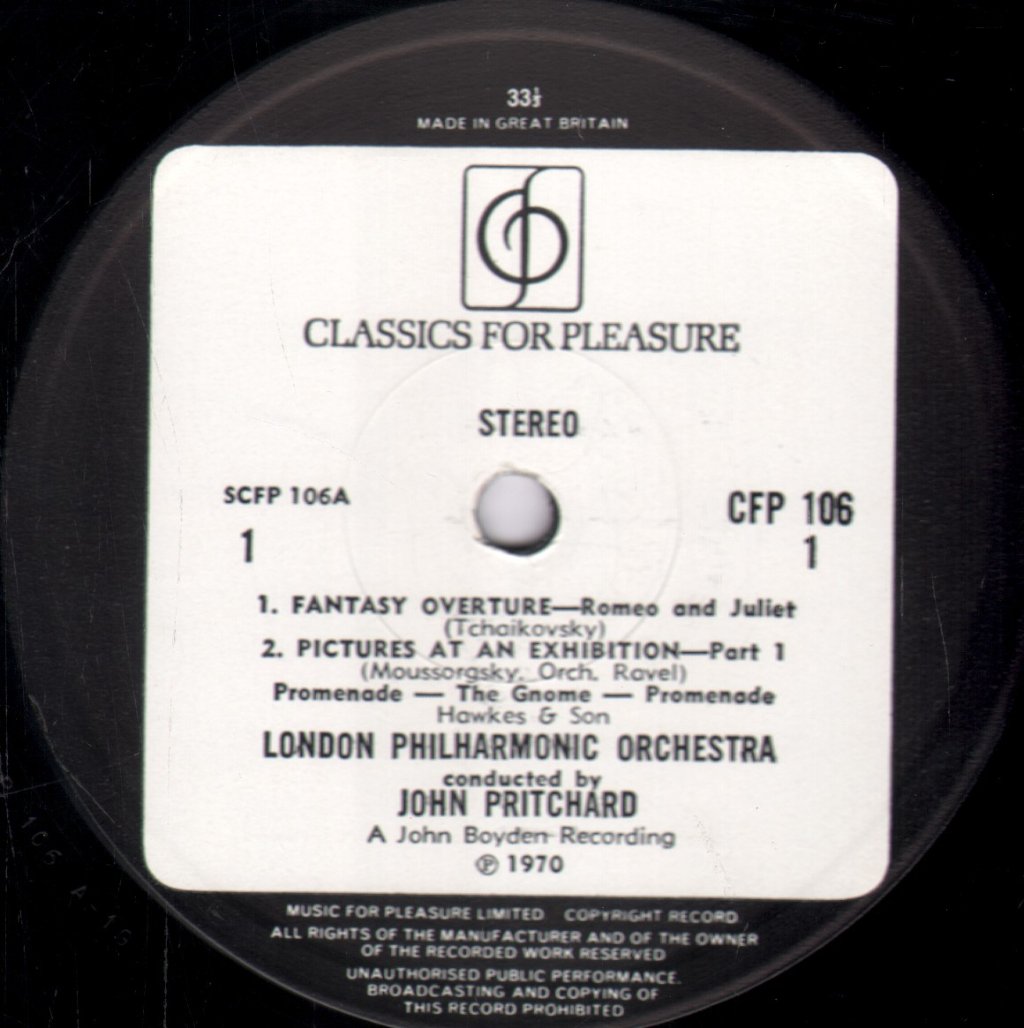 33⅓
MADE IN GREAT BRITAIN
CLASSICS FOR PLEASURE
STEREO
SCFP 106A
1
CFP 106
1
1. FANTASY OVERTURE—Romeo and Juliet
(Tchaikovsky)
2. PICTURES AT AN EXHIBITION—Part 1
(Moussorgsky. Orch. Ravel)
Promenade — The Gnome — Promenade
Hawkes & Son
LONDON PHILHARMONIC ORCHESTRA
conducted by
JOHN PRITCHARD
A John Boyden Recording
℗ 1970
MUSIC FOR PLEASURE LIMITED COPYRIGHT RECORD
ALL RIGHTS OF THE MANUFACTURER AND OF THE OWNER
OF THE RECORDED WORK RESERVED
UNAUTHORISED PUBLIC PERFORMANCE.
BROADCASTING AND COPYING OF
THIS RECORD PROHIBITED